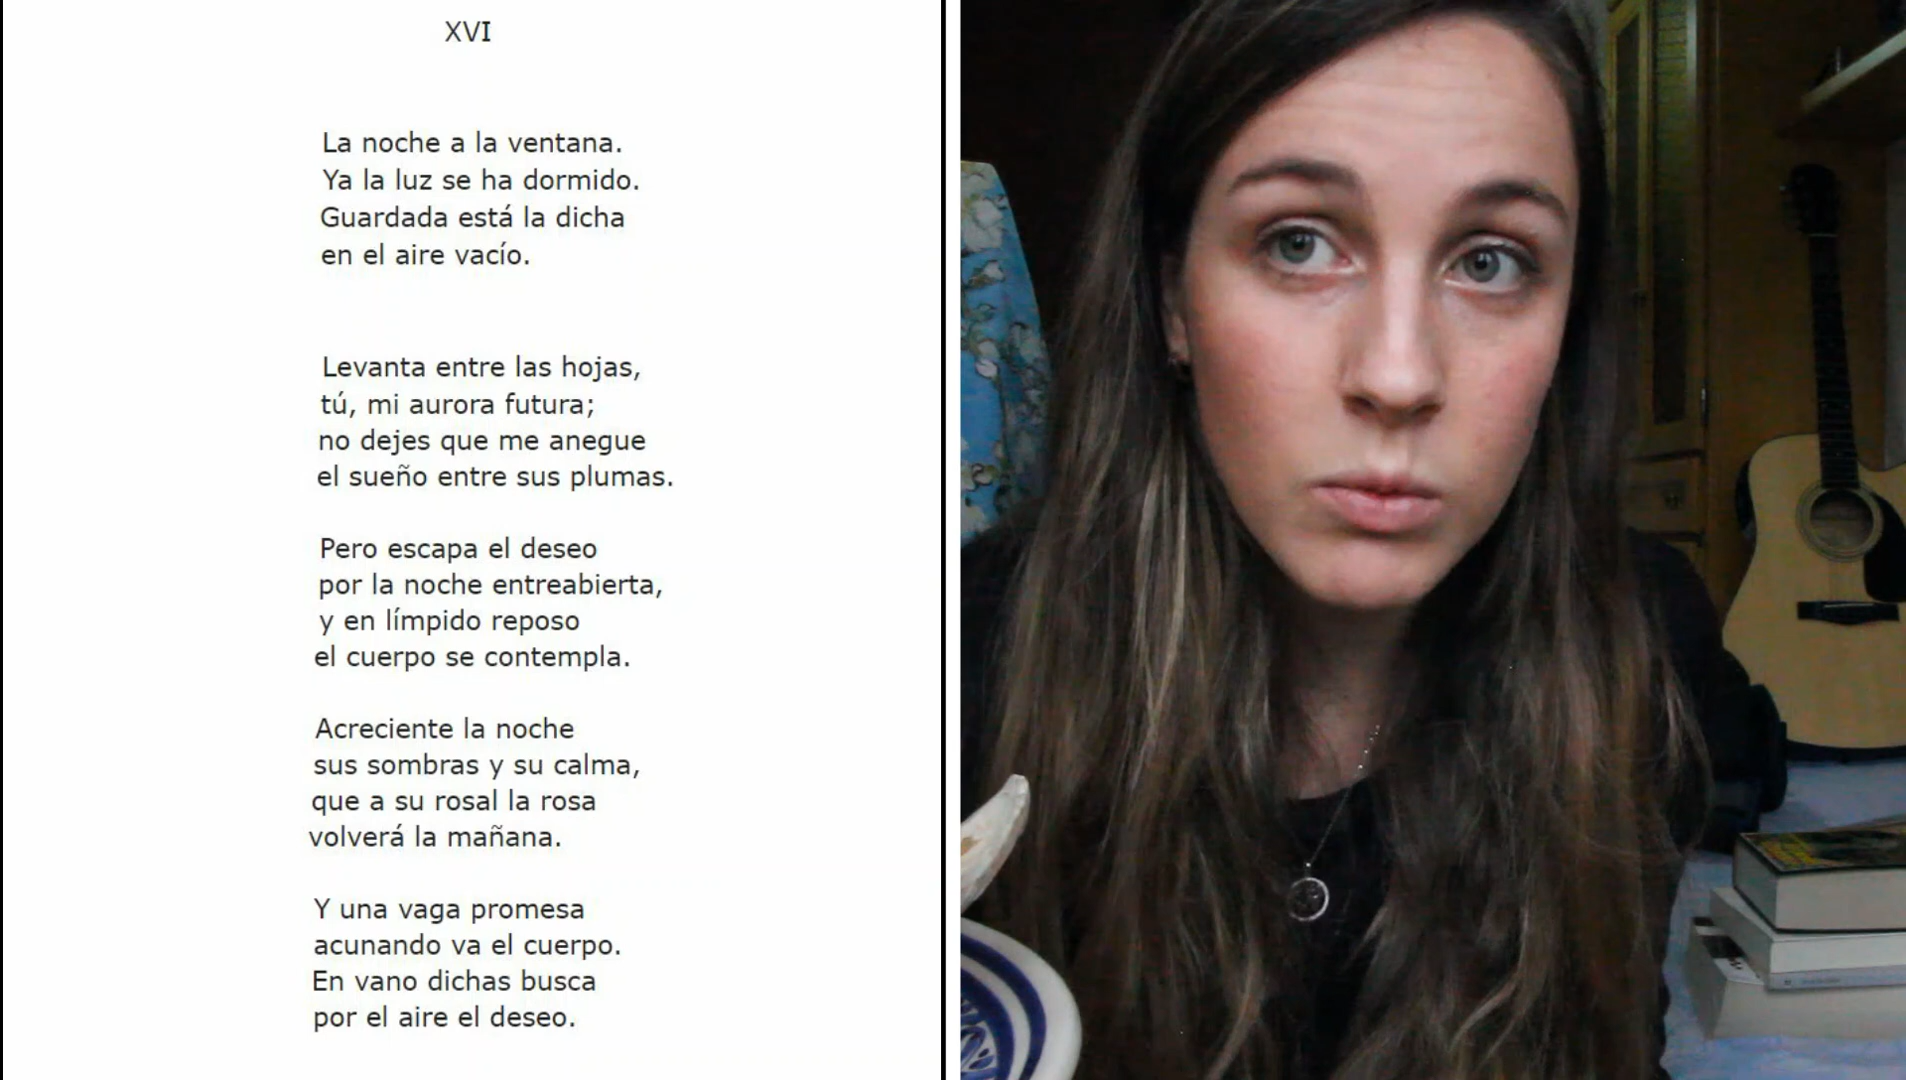 XVI
La noche a la ventana.
Ya la luz se ha dormido.
Guardada está la dicha
en el aire vacío.
Levanta entre las hojas,
tú, mi aurora futura;
no dejes que me anegue
el sueño entre sus plumas.
Pero escapa el deseo
por la noche entreabierta,
y en límpido reposo
el cuerpo se contempla.
Acreciente la noche
sus sombras y su calma,
que a su rosal la rosa
volverá la mañana.
Y una vaga promesa
acunando va el cuerpo.
En vano dichas busca
por el aire el deseo.